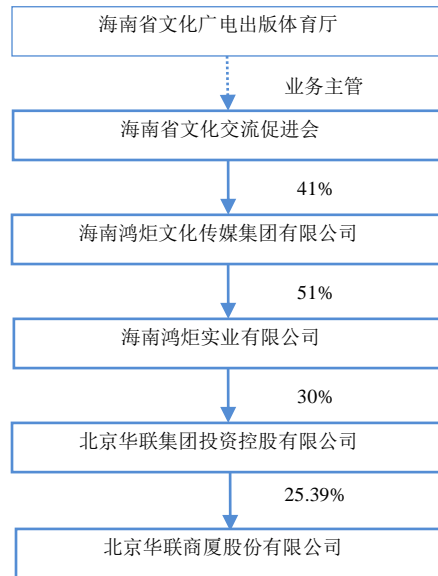 海南省文化广电出版体育厅
业务主管
海南省文化交流促进会
41%
海南鸿炬文化传媒集团有限公司
51%
海南鸿炬实业有限公司
30%
北京华联集团投资控股有限公司
25.39%
北京华联商厦股份有限公司